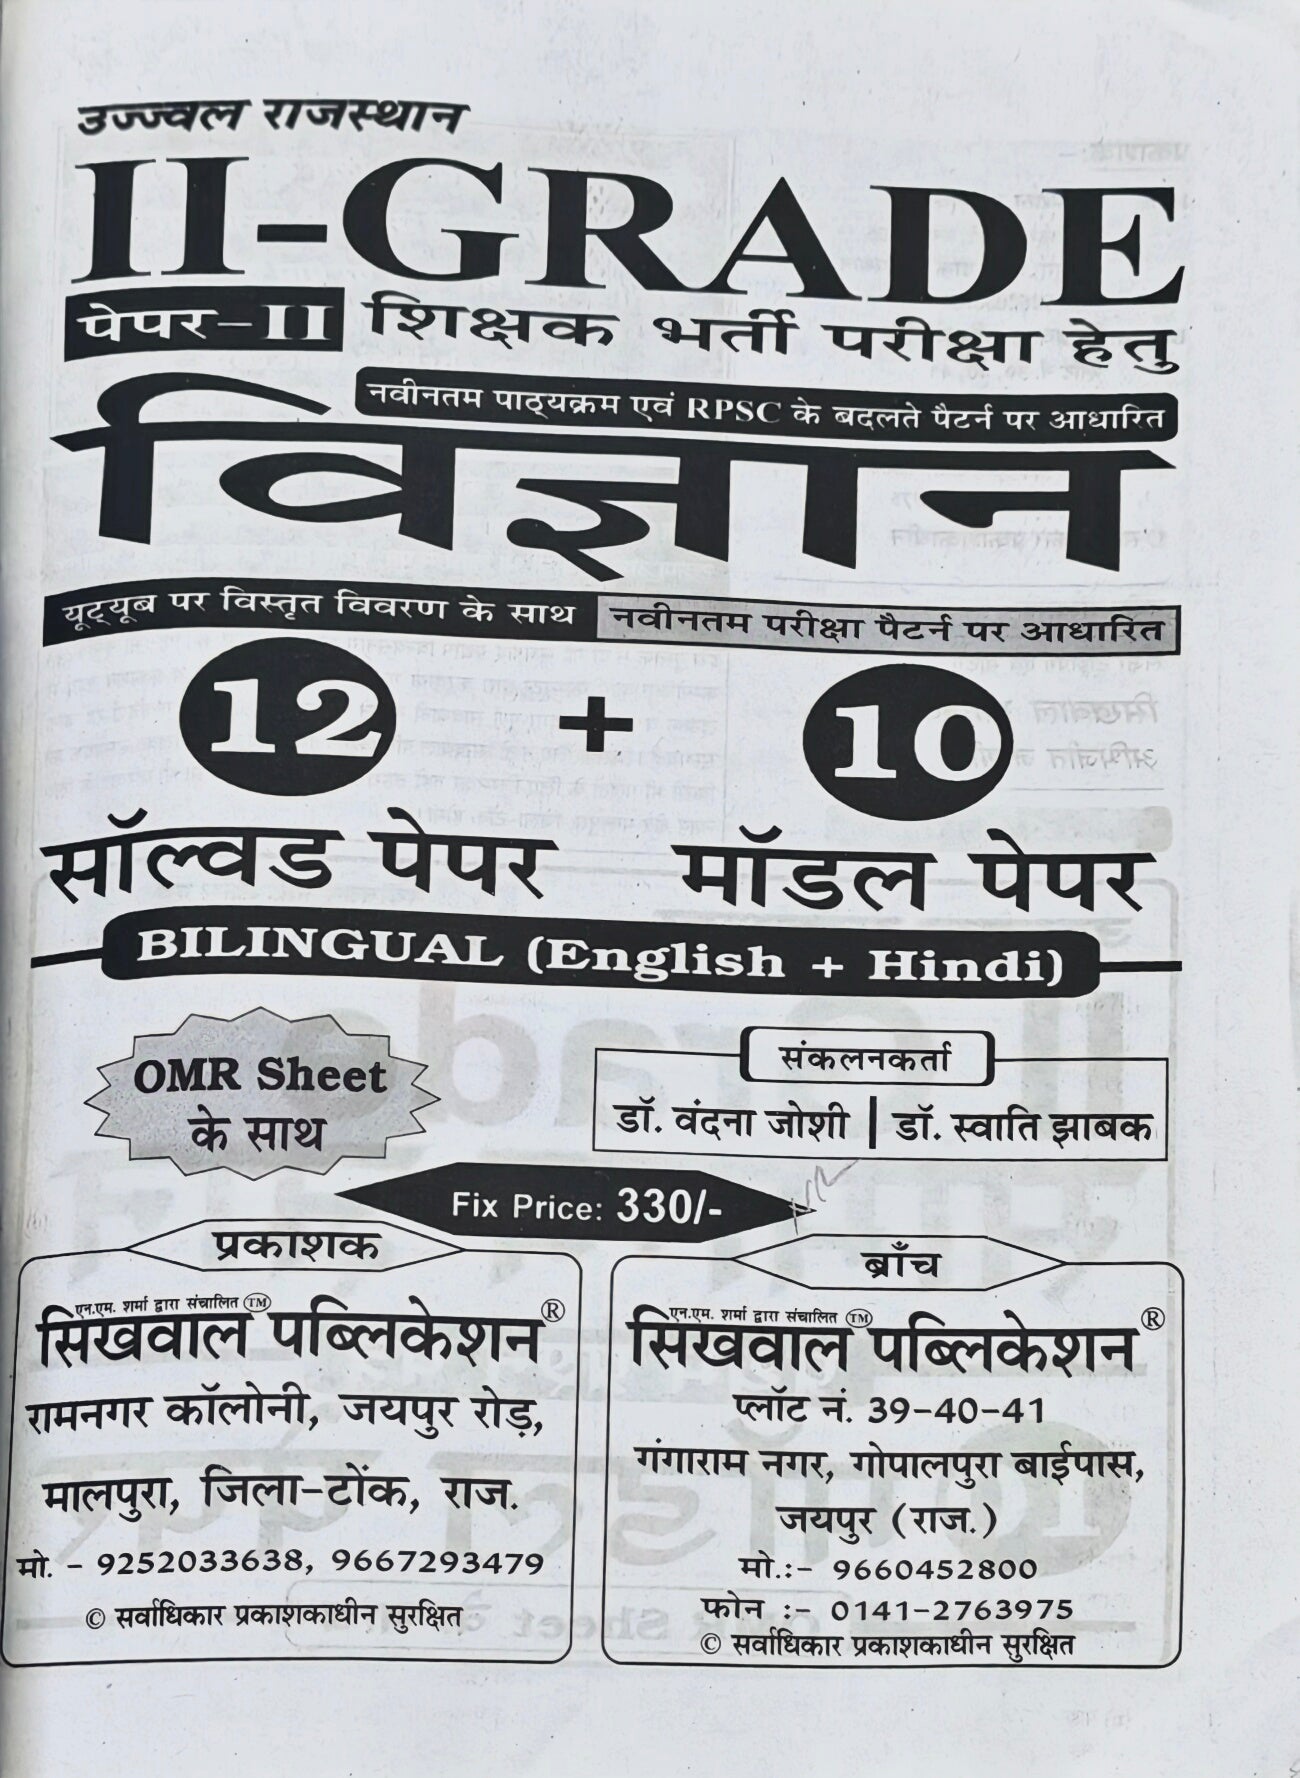 उज्ज्वल राजस्थान
II-GRADE
पेपर-II शिक्षक भर्ती परीक्षा हेतु
नवीनतम पाठ्यक्रम एवं RPSC के बदलते पैटर्न पर आधारित
विज्ञान
यूट्यूब पर विस्तृत विवरण के साथ नवीनतम परीक्षा पैटर्न पर आधारित
12 + 10
सॉल्वड पेपर मॉडल पेपर
BILINGUAL (English + Hindi)
OMR Sheet
के साथ
संकलनकर्ता
डॉ. वंदना जोशी | डॉ. स्वाति झाबक
Fix Price: 330/-
प्रकाशक
एन.एम. शर्मा द्वारा संचालित TM
सिखवाल पब्लिकेशन ®
रामनगर कॉलोनी, जयपुर रोड़,
मालपुरा, जिला-टोंक, राज.
मो. - 9252033638, 9667293479
© सर्वाधिकार प्रकाशकाधीन सुरक्षित
ब्राँच
एन.एम. शर्मा द्वारा संचालित TM
सिखवाल पब्लिकेशन ®
प्लॉट नं. 39-40-41
गंगाराम नगर, गोपालपुरा बाईपास,
जयपुर (राज.)
मो.:- 9660452800
फोन :- 0141-2763975
© सर्वाधिकार प्रकाशकाधीन सुरक्षित